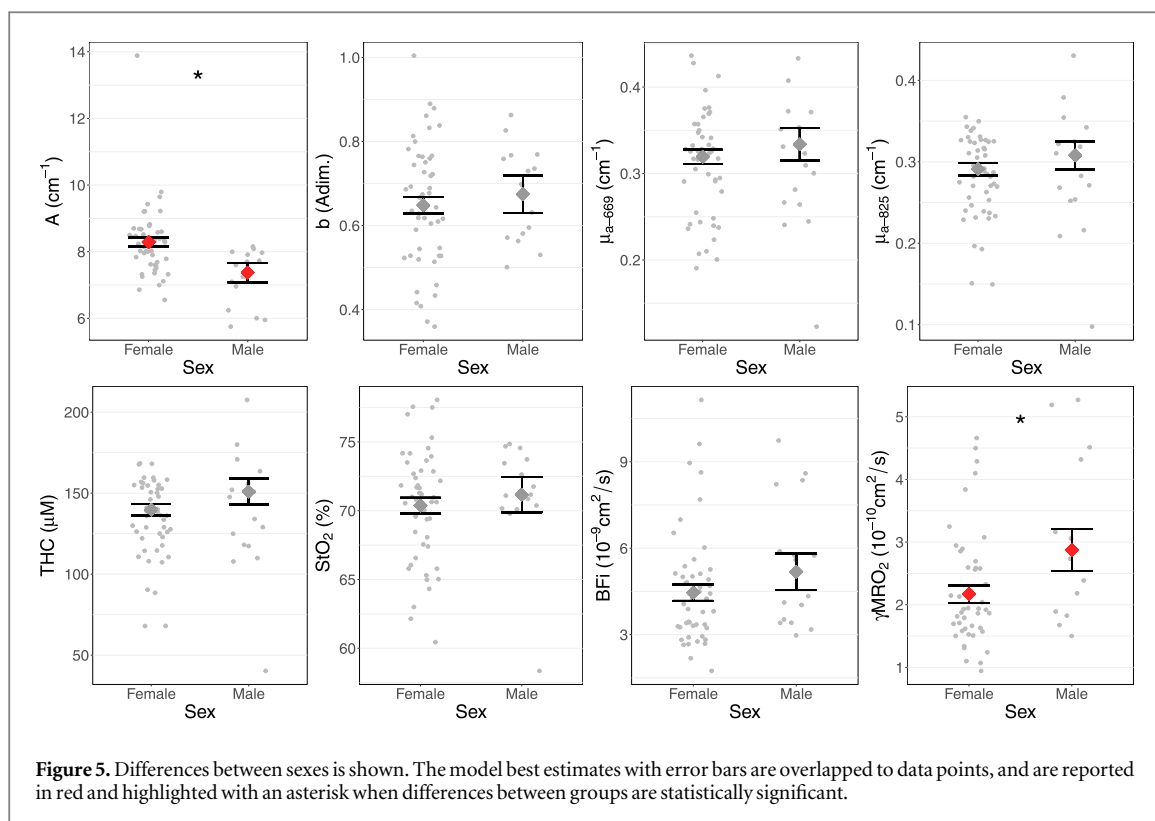 14
12
10
8
6
A (cm⁻¹)
*
Female Male
Sex
1.0
0.8
0.6
0.4
b (Adim.)
Female Male
Sex
0.4
0.3
0.2
μa−669 (cm⁻¹)
Female Male
Sex
0.4
0.3
0.2
0.1
μa−825 (cm⁻¹)
Female Male
Sex
200
150
100
50
THC (μM)
Female Male
Sex
75
70
65
60
StO₂ (%)
Female Male
Sex
9
6
3
BFi (10⁻⁹cm²/s)
Female Male
Sex
5
4
3
2
1
γMRO₂ (10⁻¹⁰cm²/s)
*
Female Male
Sex
Figure 5. Differences between sexes is shown. The model best estimates with error bars are overlapped to data points, and are reported
in red and highlighted with an asterisk when differences between groups are statistically significant.